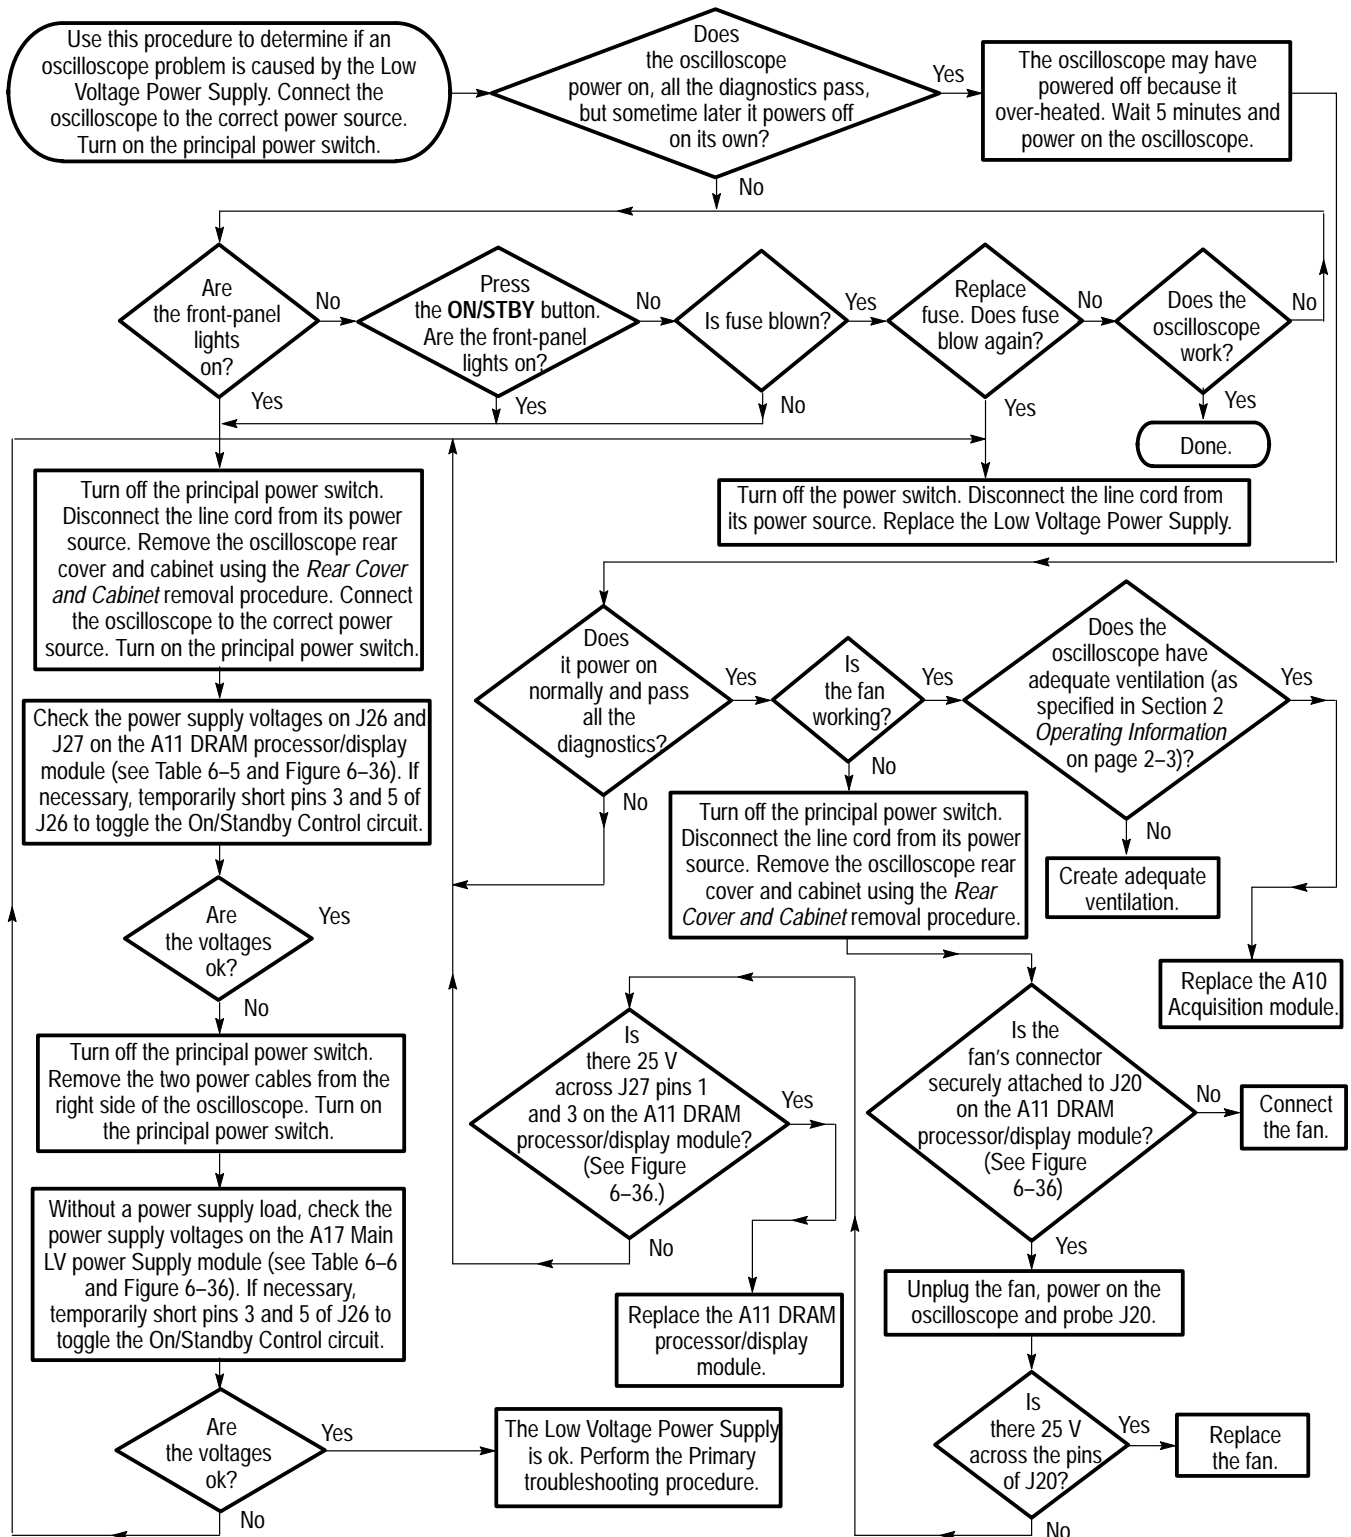 Use this procedure to determine if an
oscilloscope problem is caused by the Low
Voltage Power Supply. Connect the
oscilloscope to the correct power source.
Turn on the principal power switch.
Does
the oscilloscope
power on, all the diagnostics pass,
but sometime later it powers off
on its own?
Yes
The oscilloscope may have
powered off because it
over-heated. Wait 5 minutes and
power on the oscilloscope.
No
Are
the front-panel
lights
on?
No
Press
the ON/STBY button.
Are the front-panel
lights on?
No
Is fuse blown?
Yes
Replace
fuse. Does fuse
blow again?
No
Does the
oscilloscope
work?
No
Yes
Yes
No
Yes
Yes
Done.
Turn off the principal power switch.
Disconnect the line cord from its power
source. Remove the oscilloscope rear
cover and cabinet using the Rear Cover
and Cabinet removal procedure. Connect
the oscilloscope to the correct power
source. Turn on the principal power switch.
Turn off the power switch. Disconnect the line cord from
its power source. Replace the Low Voltage Power Supply.
Check the power supply voltages on J26 and
J27 on the A11 DRAM processor/display
module (see Table 6–5 and Figure 6–36). If
necessary, temporarily short pins 3 and 5 of
J26 to toggle the On/Standby Control circuit.
Does
it power on
normally and pass
all the
diagnostics?
Yes
Is
the fan
working?
Yes
Does the
oscilloscope have
adequate ventilation (as
specified in Section 2
Operating Information
on page 2–3)?
Yes
No
No
No
Turn off the principal power switch.
Disconnect the line cord from its power
source. Remove the oscilloscope rear
cover and cabinet using the Rear
Cover and Cabinet removal procedure.
Create adequate
ventilation.
Replace the A10
Acquisition module.
Are
the voltages
ok?
Yes
No
Turn off the principal power switch.
Remove the two power cables from the
right side of the oscilloscope. Turn on
the principal power switch.
Is
there 25 V
across J27 pins 1
and 3 on the A11 DRAM
processor/display module?
(See Figure
6–36.)
Yes
No
Is the
fan's connector
securely attached to J20
on the A11 DRAM
processor/display module?
(See Figure
6–36)
No
Connect
the fan.
Yes
Without a power supply load, check the
power supply voltages on the A17 Main
LV power Supply module (see Table 6–6
and Figure 6–36). If necessary,
temporarily short pins 3 and 5 of J26 to
toggle the On/Standby Control circuit.
Replace the A11 DRAM
processor/display
module.
Unplug the fan, power on the
oscilloscope and probe J20.
Are
the voltages
ok?
Yes
The Low Voltage Power Supply
is ok. Perform the Primary
troubleshooting procedure.
No
Is
there 25 V
across the pins
of J20?
Yes
Replace
the fan.
No